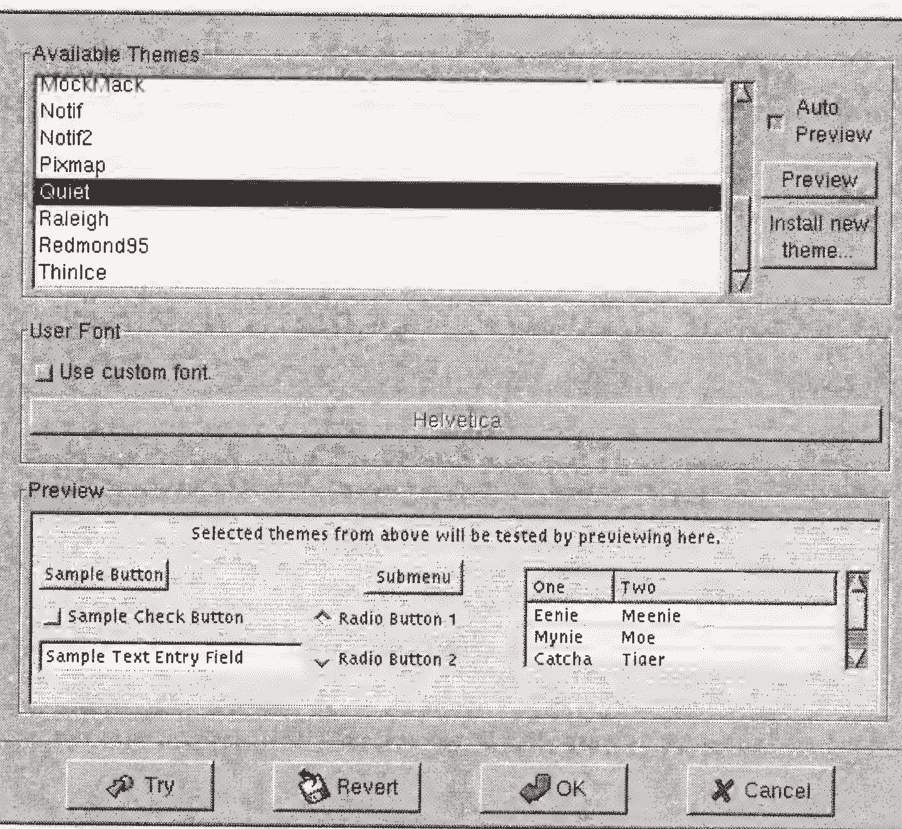 Available Themes
MockMack
Notif
Notif2
Pixmap
Quiet
Raleigh
Redmond95
ThinIce
Auto
Preview
Preview
Install new
theme...
User Font
Use custom font.
Helvetica
Preview
Selected themes from above will be tested by previewing here.
Sample Button
Submenu
Sample Check Button
Radio Button 1
Sample Text Entry Field
Radio Button 2
One Two
Eenie Meenie
Mynie Moe
Catcha Tiger
Try
Revert
OK
Cancel